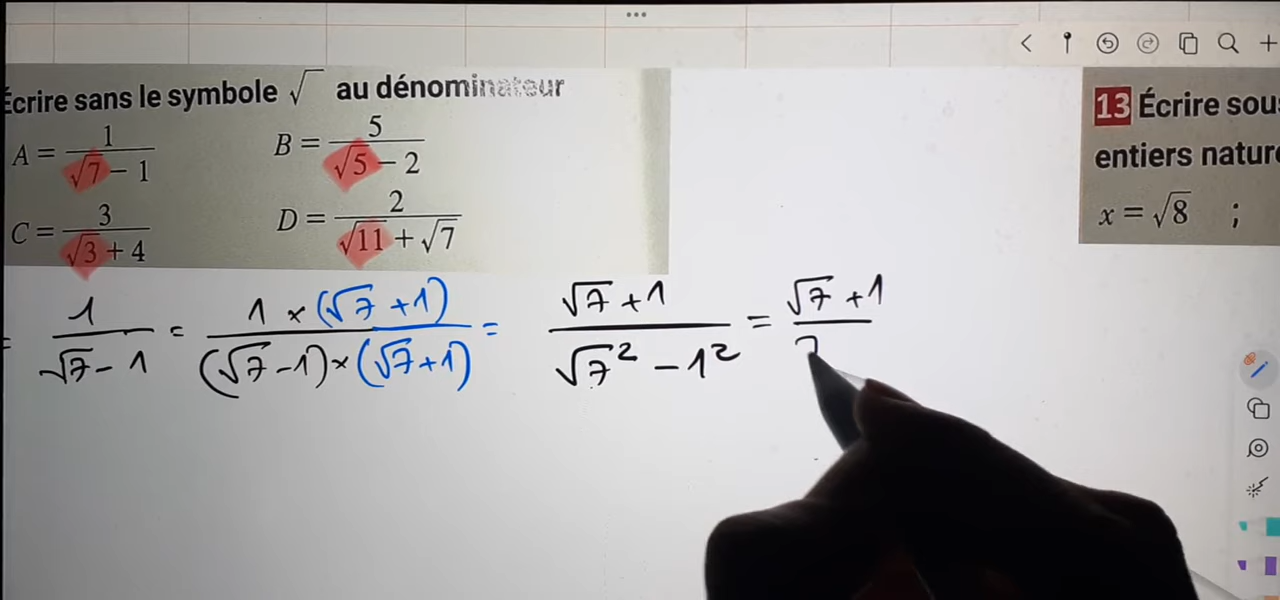 Écrire sans le symbole √ au dénominateur
A = 1/(√7 − 1) B = 5/(√5 − 2)
C = 3/(√3 + 4) D = 2/(√11 + √7)
13 Écrire sou
entiers nature
x = √8 ;
= 1/(√7 − 1) = (1 × (√7 + 1))/((√7 − 1) × (√7 + 1)) = (√7 + 1)/(√7² − 1²) = (√7 + 1)/